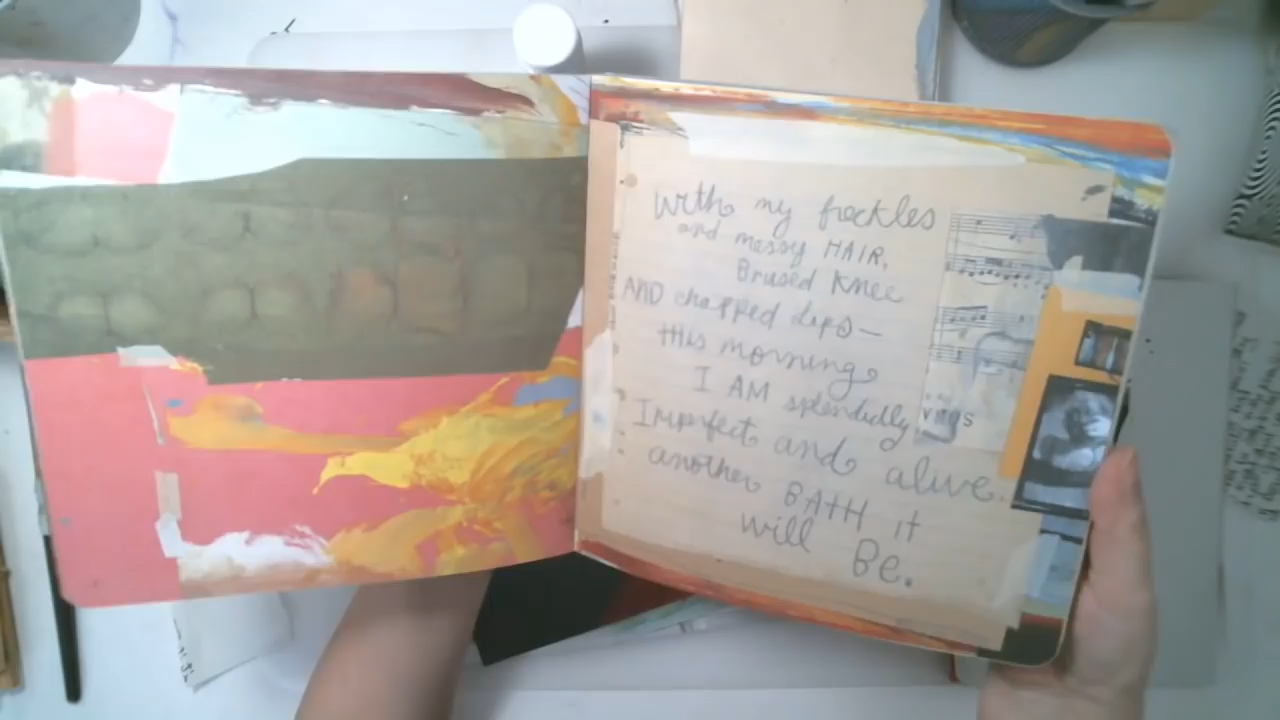 with my freckles
and messy HAIR,
Brused Knee
AND chapped lips—
this morning
I AM splendidly
Imperfect and alive.
another BATH it
will Be.